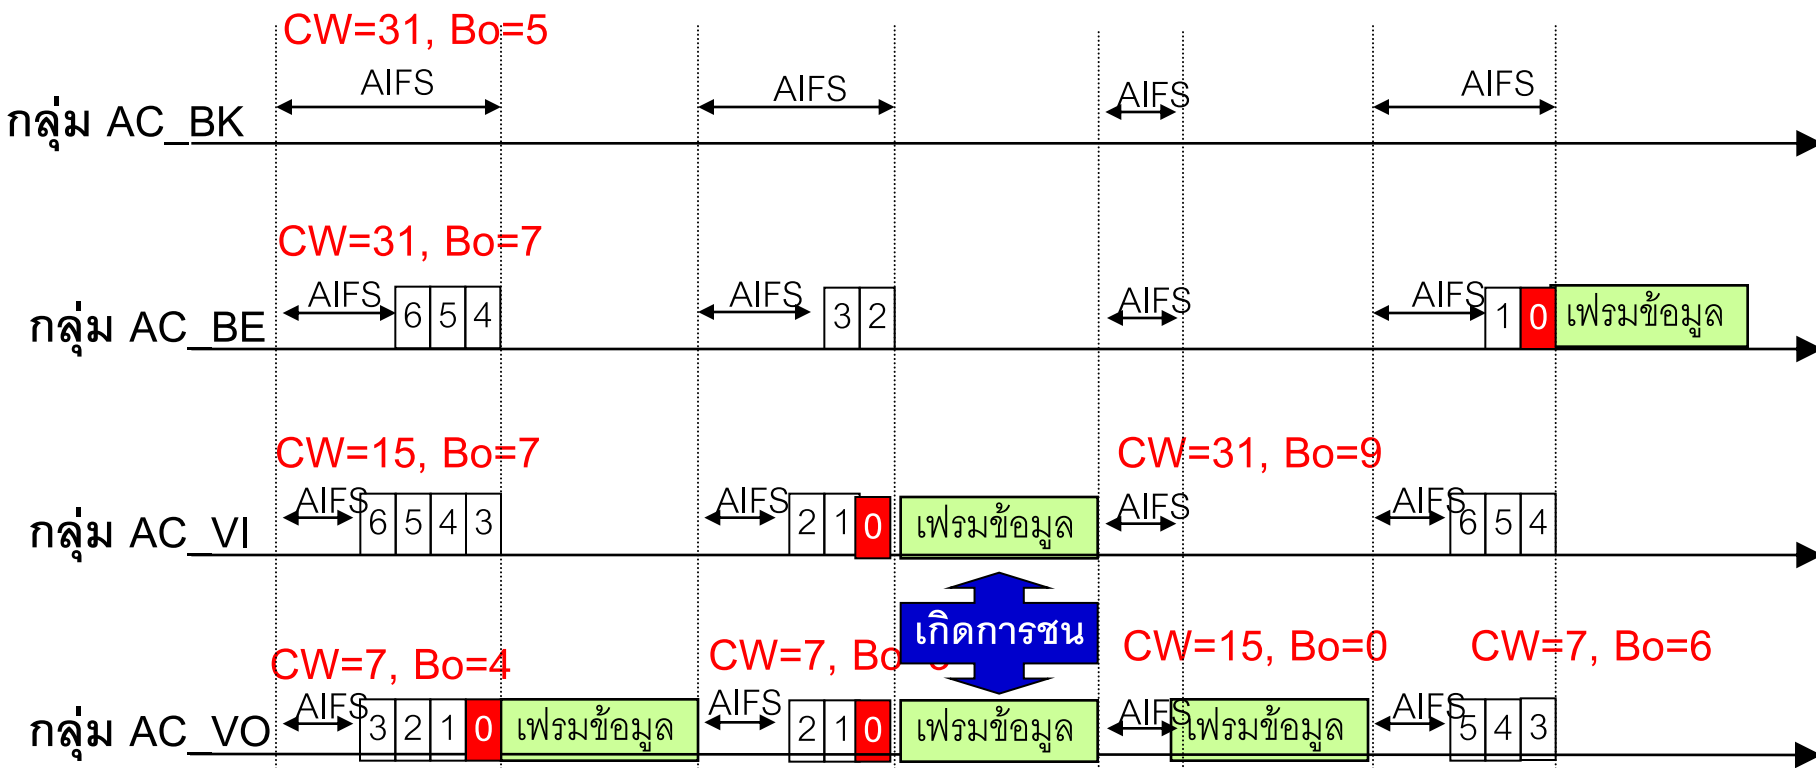 CW=31, Bo=5
AIFS AIFS AIFS AIFS
กลุ่ม AC_BK
CW=31, Bo=7
AIFS 6 5 4 AIFS 3 2 AIFS AIFS 1 0 เฟรมข้อมูล
กลุ่ม AC_BE
CW=15, Bo=7 CW=31, Bo=9
AIFS 6 5 4 3 AIFS 2 1 0 เฟรมข้อมูล AIFS AIFS 6 5 4
กลุ่ม AC_VI
เกิดการชน
CW=7, Bo=4 CW=7, Bo CW=15, Bo=0 CW=7, Bo=6
AIFS 3 2 1 0 เฟรมข้อมูล AIFS 2 1 0 เฟรมข้อมูล AIFS เฟรมข้อมูล AIFS 5 4 3
กลุ่ม AC_VO